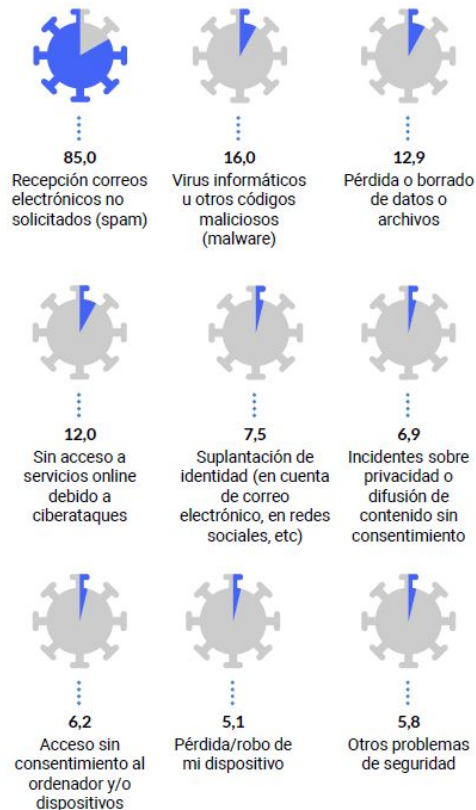 85,0
Recepción correos
electrónicos no
solicitados (spam)
16,0
Virus informáticos
u otros códigos
maliciosos
(malware)
12,9
Pérdida o borrado
de datos o
archivos
12,0
Sin acceso a
servicios online
debido a
ciberataques
7,5
Suplantación de
identidad (en cuenta
de correo
electrónico, en redes
sociales, etc)
6,9
Incidentes sobre
privacidad o
difusión de
contenido sin
consentimiento
6,2
Acceso sin
consentimiento al
ordenador y/o
dispositivos
5,1
Pérdida/robo de
mi dispositivo
5,8
Otros problemas
de seguridad